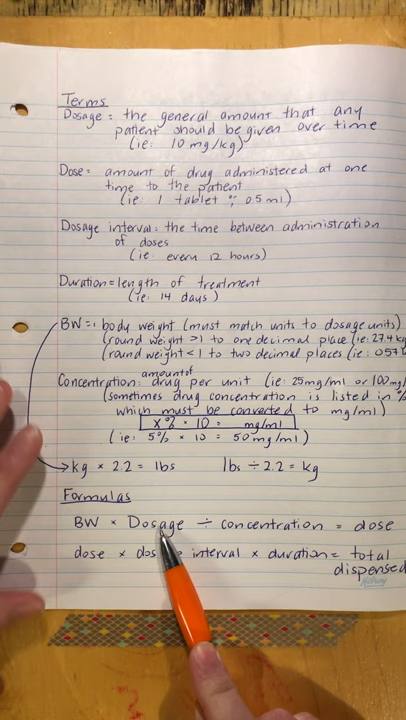 Terms
Dosage = the general amount that any
patient should be given over time
(ie: 10 mg/kg)
Dose = amount of drug administered at one
time to the patient
(ie: 1 tablet or 0.5ml)
Dosage interval = the time between administration
of doses
(ie: every 12 hours)
Duration = length of treatment
(ie: 14 days)
BW = body weight (must match units to dosage units)
(round weight >1 to one decimal place (ie: 27.4 kg
(round weight <1 to two decimal places (ie: 0.57
amount of
Concentration: drug per unit (ie: 25mg/ml or 100mg/
(sometimes drug concentration is listed in %
which must be converted to mg/ml)
X% × 10 = mg/ml
(ie: 5% × 10 = 50mg/ml)
kg × 2.2 = lbs lbs ÷ 2.2 = kg
Formulas
BW × Dosage ÷ concentration = dose
dose × interval × duration = total
dispensed